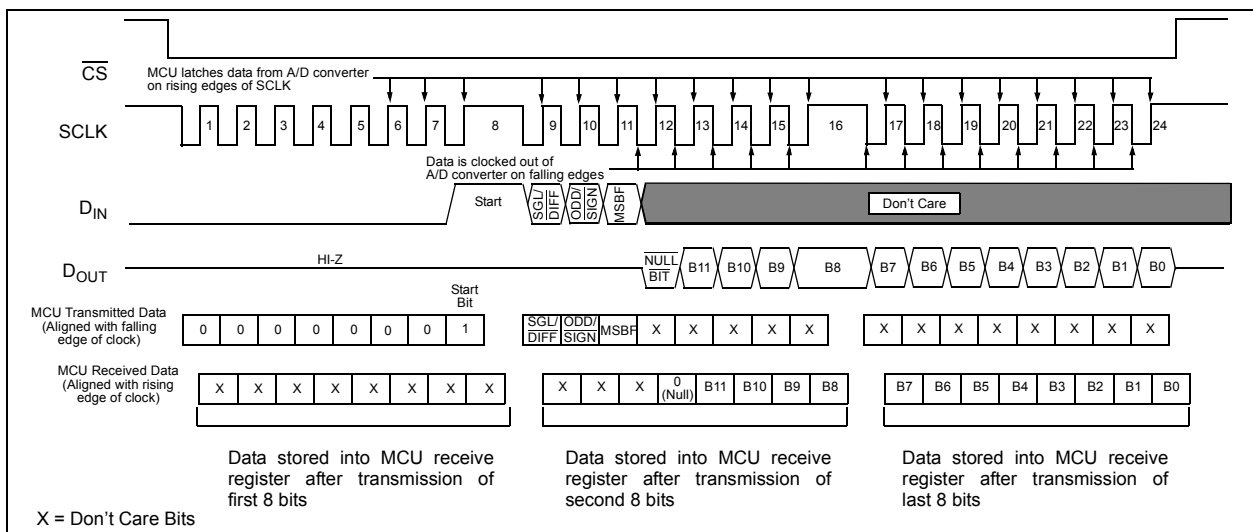 CS
MCU latches data from A/D converter
on rising edges of SCLK
SCLK
1 2 3 4 5 6 7 8 9 10 11 12 13 14 15 16 17 18 19 20 21 22 23 24
Data is clocked out of
A/D converter on falling edges
DIN
Start
SGL/
DIFF
ODD/
SIGN
MSBF
Don't Care
DOUT
HI-Z
NULL
BIT
B11 B10 B9 B8 B7 B6 B5 B4 B3 B2 B1 B0
Start
Bit
MCU Transmitted Data
(Aligned with falling
edge of clock)
0 0 0 0 0 0 0 1
SGL/
DIFF
ODD/
SIGN
MSBF X X X X X
X X X X X X X X
MCU Received Data
(Aligned with rising
edge of clock)
X X X X X X X X
X X X 0
(Null)
B11 B10 B9 B8
B7 B6 B5 B4 B3 B2 B1 B0
Data stored into MCU receive
register after transmission of
first 8 bits
Data stored into MCU receive
register after transmission of
second 8 bits
Data stored into MCU receive
register after transmission of
last 8 bits
X = Don't Care Bits